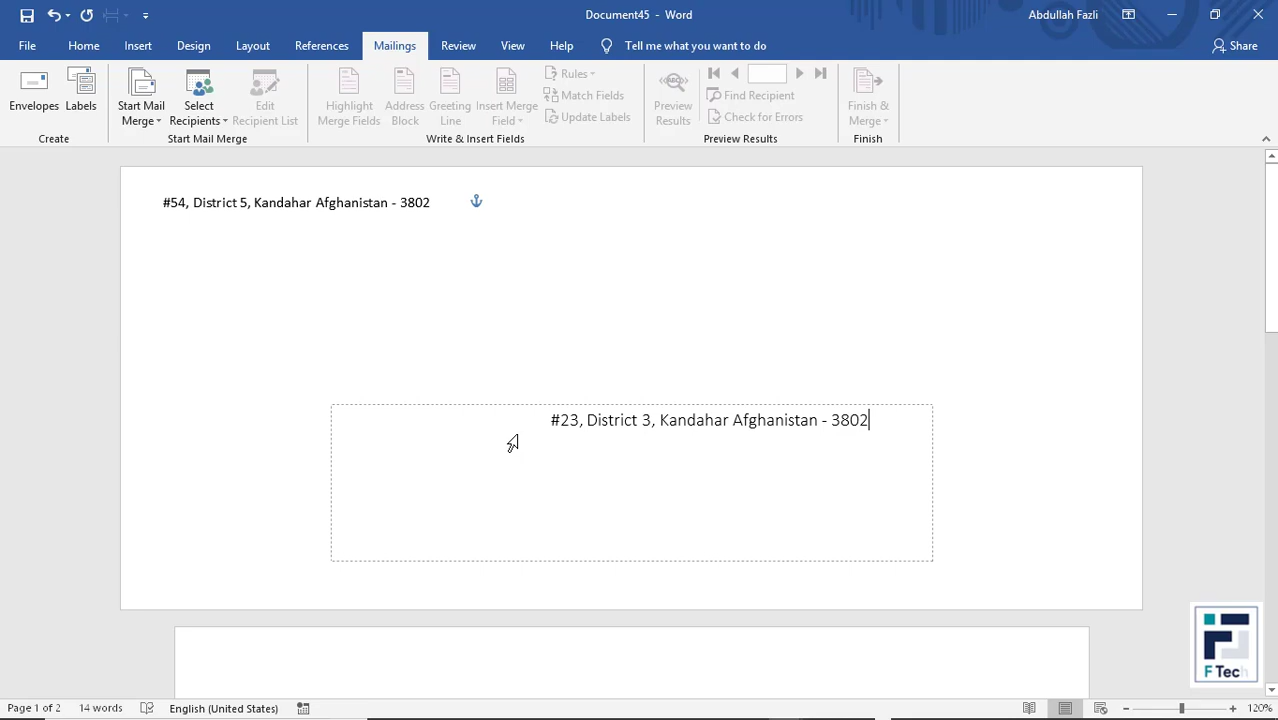 Document45 - Word
Abdullah Fazli
File Home Insert Design Layout References Mailings Review View Help Tell me what you want to do Share
Envelopes
Labels
Create
Start Mail
Merge
Select
Recipients
Edit
Recipient List
Start Mail Merge
Highlight
Merge Fields
Address
Block
Greeting
Line
Insert Merge
Field
Rules
Match Fields
Update Labels
Write & Insert Fields
Preview
Results
Find Recipient
Check for Errors
Preview Results
Finish &
Merge
Finish
#54, District 5, Kandahar Afghanistan - 3802
#23, District 3, Kandahar Afghanistan - 3802
F Tech
Page 1 of 2 14 words English (United States) 120%